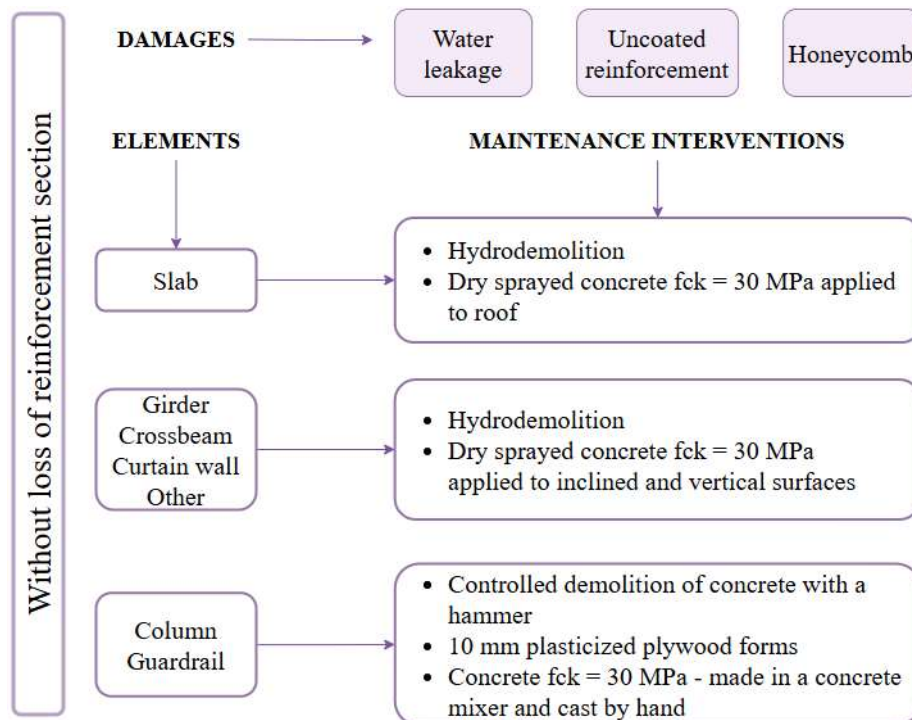 Without loss of reinforcement section
DAMAGES
Water
leakage
Uncoated
reinforcement
Honeycomb
ELEMENTS
MAINTENANCE INTERVENTIONS
Slab
• Hydrodemolition
• Dry sprayed concrete fck = 30 MPa applied
to roof
Girder
Crossbeam
Curtain wall
Other
• Hydrodemolition
• Dry sprayed concrete fck = 30 MPa
applied to inclined and vertical surfaces
Column
Guardrail
• Controlled demolition of concrete with a
hammer
• 10 mm plasticized plywood forms
• Concrete fck = 30 MPa - made in a concrete
mixer and cast by hand